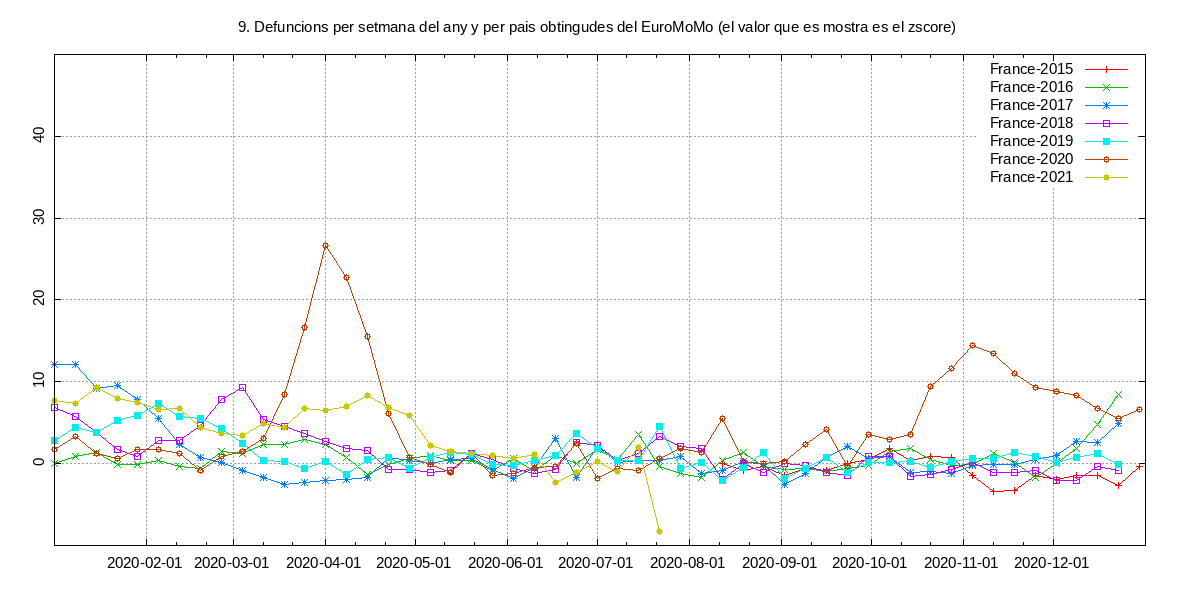 9. Defuncions per setmana del any y per pais obtingudes del EuroMoMo (el valor que es mostra es el zscore)
France-2015
France-2016
France-2017
France-2018
France-2019
France-2020
France-2021
40
30
20
10
0
2020-02-01 2020-03-01 2020-04-01 2020-05-01 2020-06-01 2020-07-01 2020-08-01 2020-09-01 2020-10-01 2020-11-01 2020-12-01